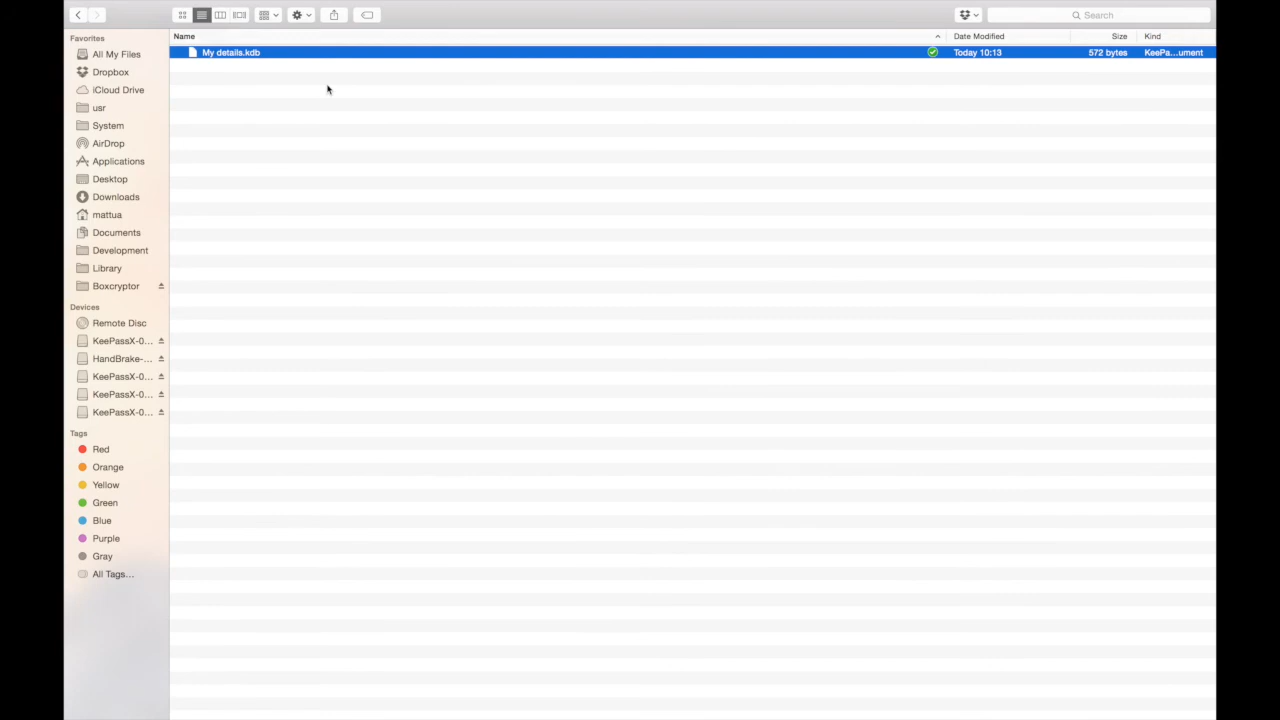 Search
Favorites
All My Files
Dropbox
iCloud Drive
usr
System
AirDrop
Applications
Desktop
Downloads
mattua
Documents
Development
Library
Boxcryptor
Devices
Remote Disc
KeePassX-0...
HandBrake-...
KeePassX-0...
KeePassX-0...
KeePassX-0...
Tags
Red
Orange
Yellow
Green
Blue
Purple
Gray
All Tags...
Name Date Modified Size Kind
My details.kdb Today 10:13 572 bytes KeePa...ument